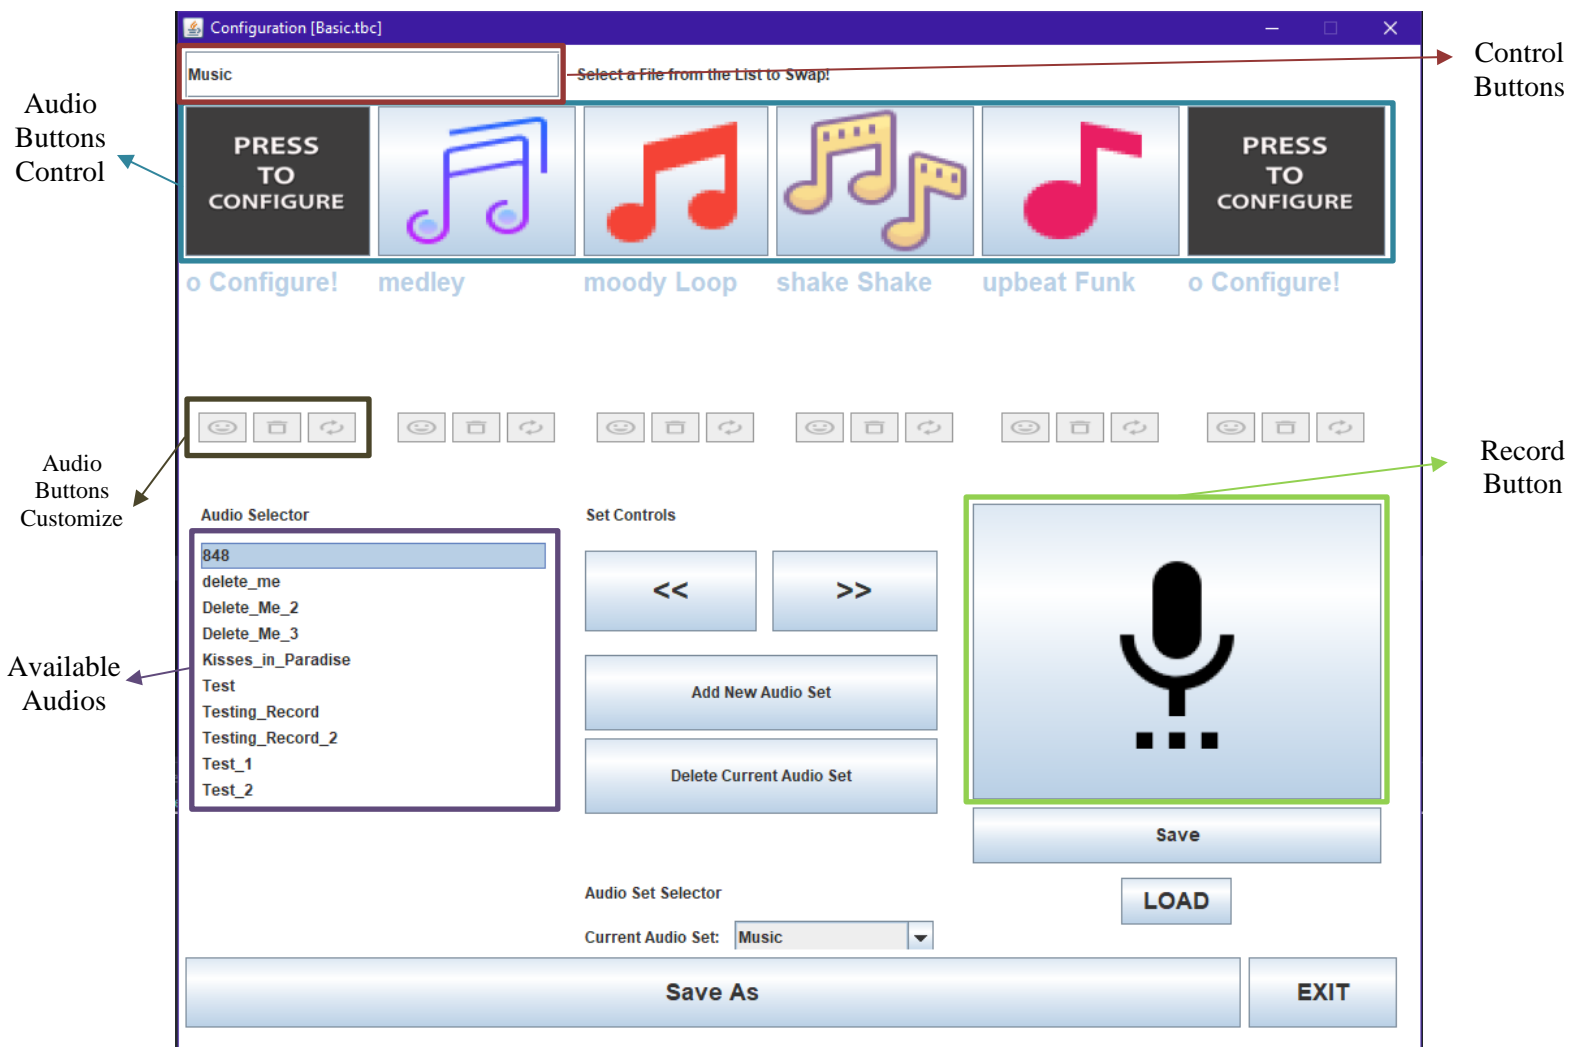 Configuration [Basic.tbc]
Music
Select a File from the List to Swap!
Control
Buttons
Audio
Buttons
Control
PRESS
TO
CONFIGURE
PRESS
TO
CONFIGURE
o Configure!
medley
moody Loop
shake Shake
upbeat Funk
o Configure!
Audio
Buttons
Customize
Record
Button
Audio Selector
848
delete_me
Delete_Me_2
Delete_Me_3
Kisses_in_Paradise
Test
Testing_Record
Testing_Record_2
Test_1
Test_2
Available
Audios
Set Controls
<<
>>
Add New Audio Set
Delete Current Audio Set
Save
LOAD
Audio Set Selector
Current Audio Set: Music
Save As
EXIT